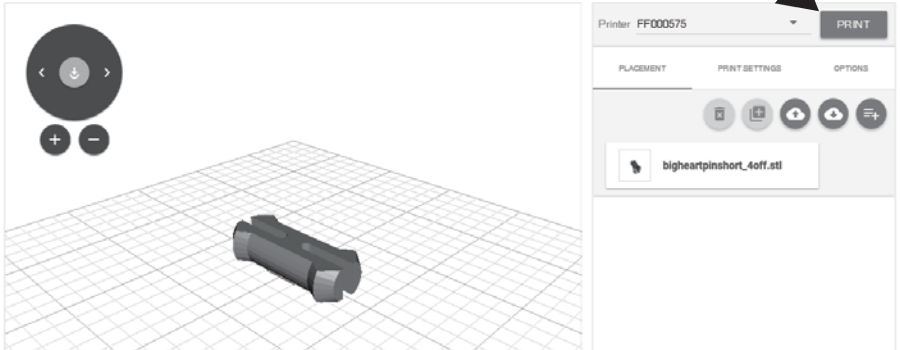 Printer FF000575 PRINT
PLACEMENT PRINT SETTINGS OPTIONS
bigheartpinshort_4off.stl